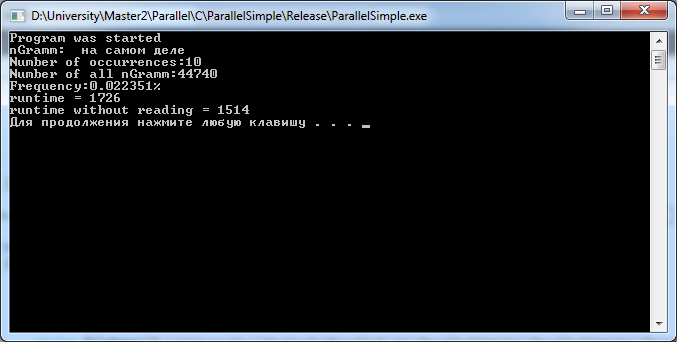 D:\University\Master2\Parallel\C\ParallelSimple\Release\ParallelSimple.exe
Program was started
nGramm:  на самом деле
Number of occurrences:10
Number of all nGramm:44740
Frequency:0.022351%
runtime = 1726
runtime without reading = 1514
Для продолжения нажмите любую клавишу . . . _